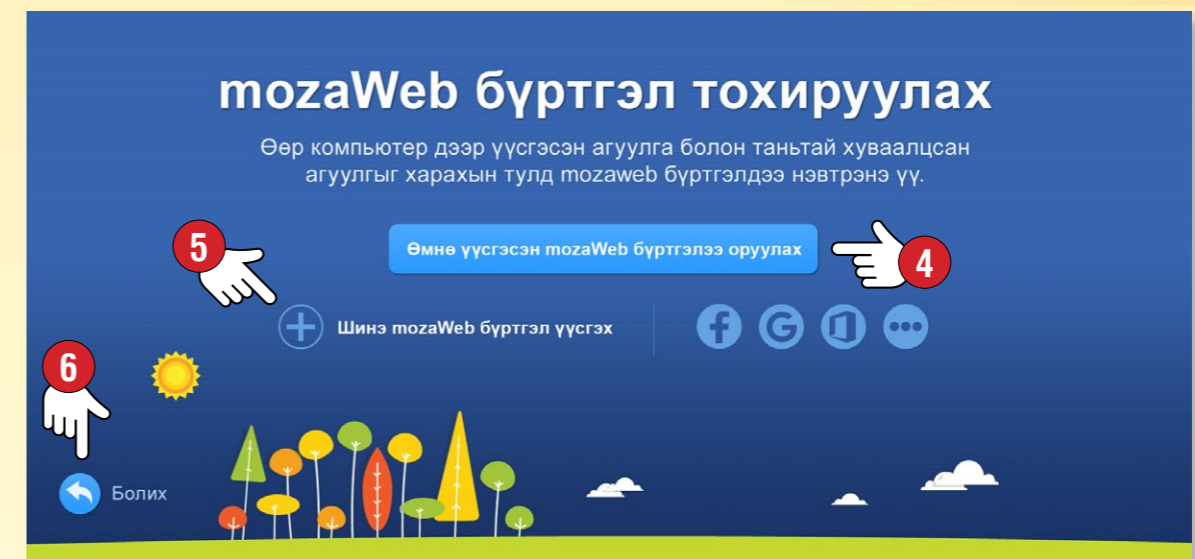 mozaWeb бүртгэл тохируулах
Өөр компьютер дээр үүсгэсэн агуулга болон таньтай хуваалцсан
агуулгыг харахын тулд mozaweb бүртгэлдээ нэвтрэнэ үү.
5
Өмнө үүсгэсэн mozaWeb бүртгэлээ оруулах
4
Шинэ mozaWeb бүртгэл үүсгэх
6
Болих